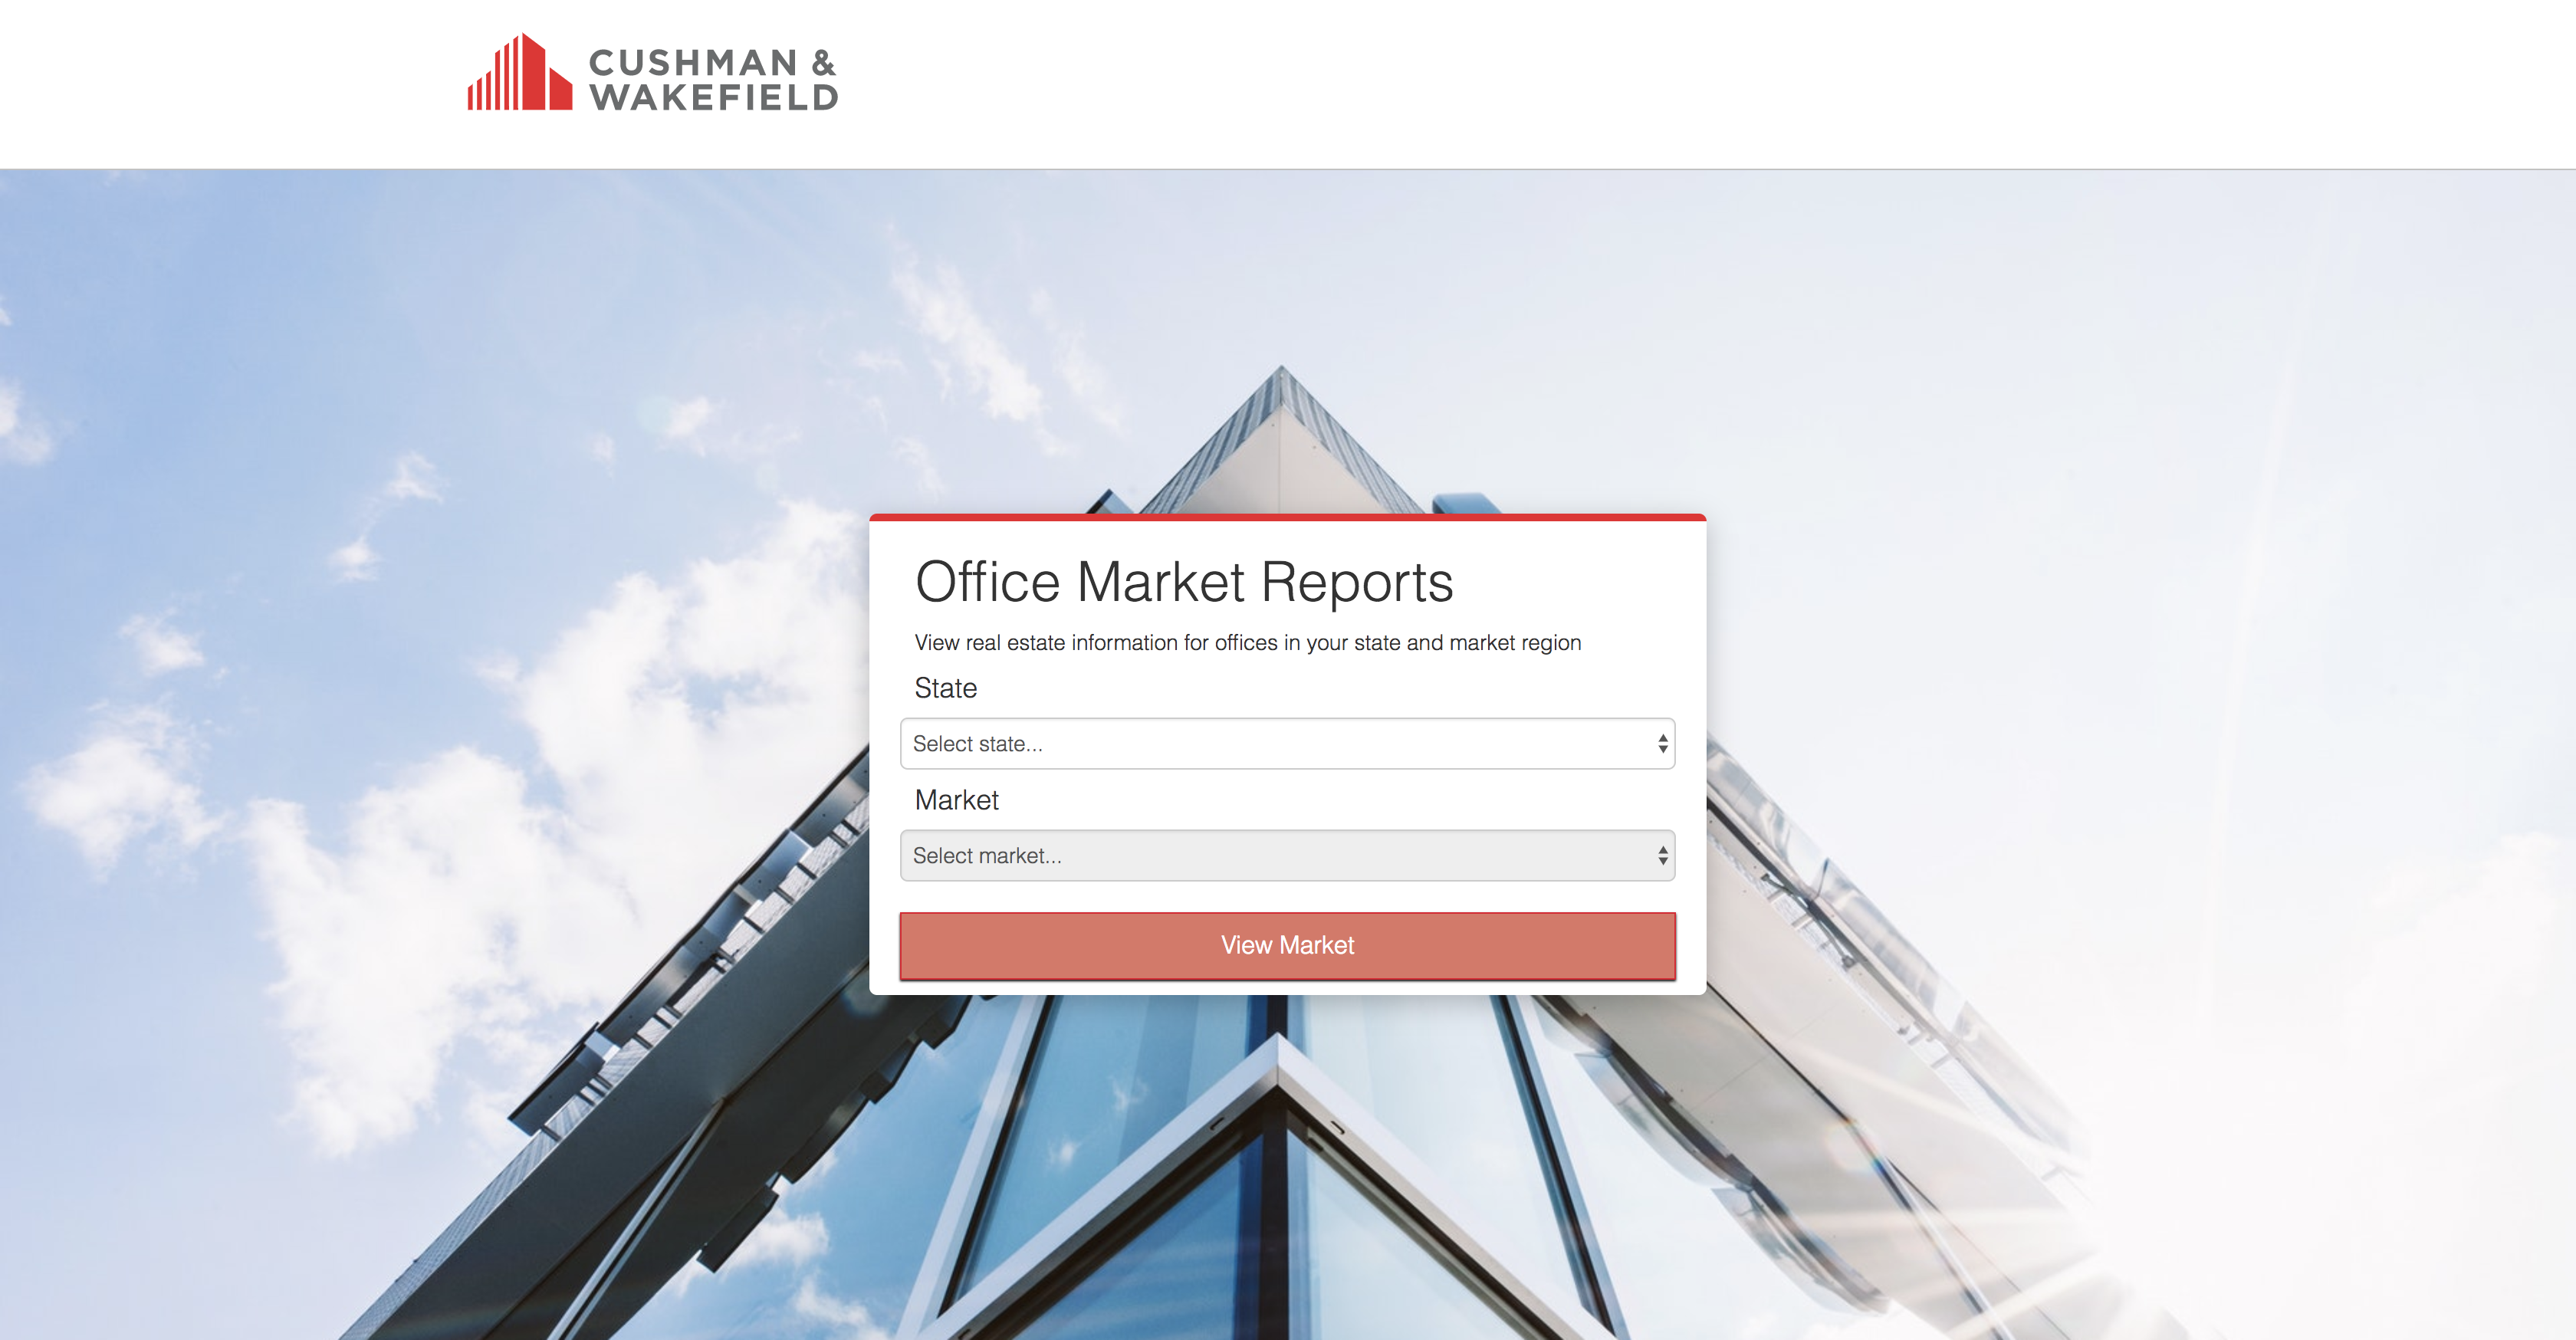 CUSHMAN &
WAKEFIELD
Office Market Reports
View real estate information for offices in your state and market region
State
Select state...
Market
Select market...
View Market